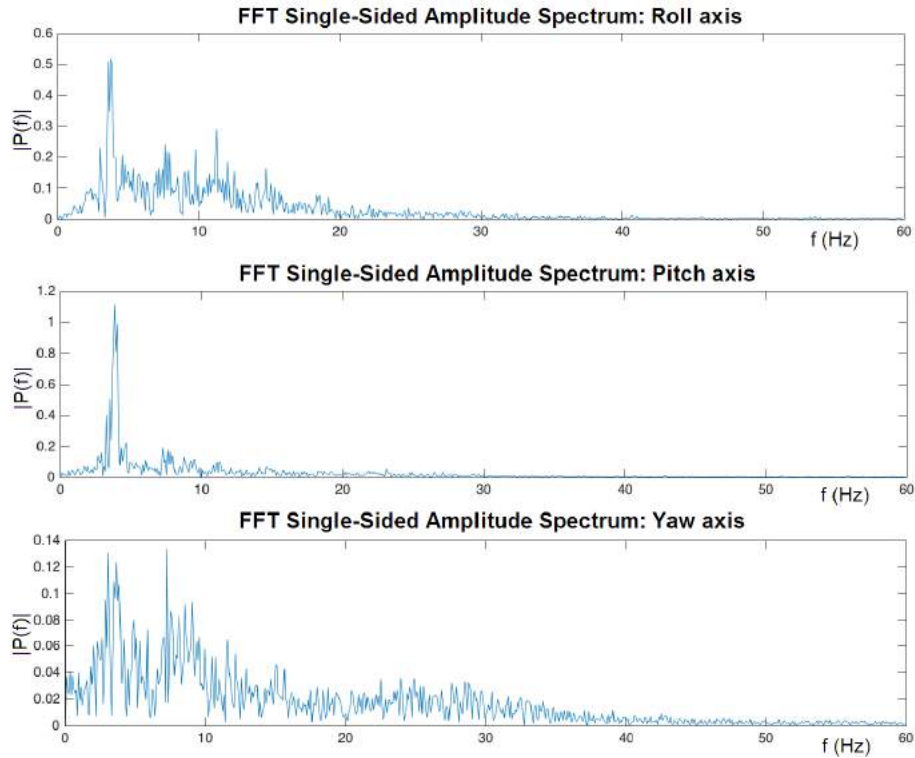 FFT Single-Sided Amplitude Spectrum: Roll axis
0.6
0.5
0.4
0.3
0.2
0.1
0
|P(f)|
0 10 20 30 40 50 60
f (Hz)
FFT Single-Sided Amplitude Spectrum: Pitch axis
1.2
1
0.8
0.6
0.4
0.2
0
|P(f)|
0 10 20 30 40 50 60
f (Hz)
FFT Single-Sided Amplitude Spectrum: Yaw axis
0.14
0.12
0.1
0.08
0.06
0.04
0.02
0
|P(f)|
0 10 20 30 40 50 60
f (Hz)